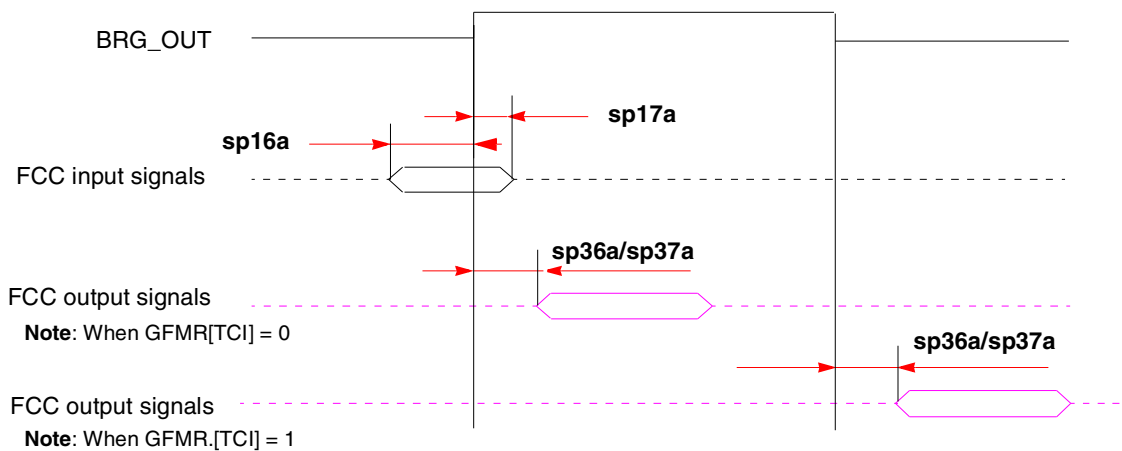 BRG_OUT
sp17a
sp16a
FCC input signals
sp36a/sp37a
FCC output signals
Note: When GFMR[TCI] = 0
sp36a/sp37a
FCC output signals
Note: When GFMR.[TCI] = 1